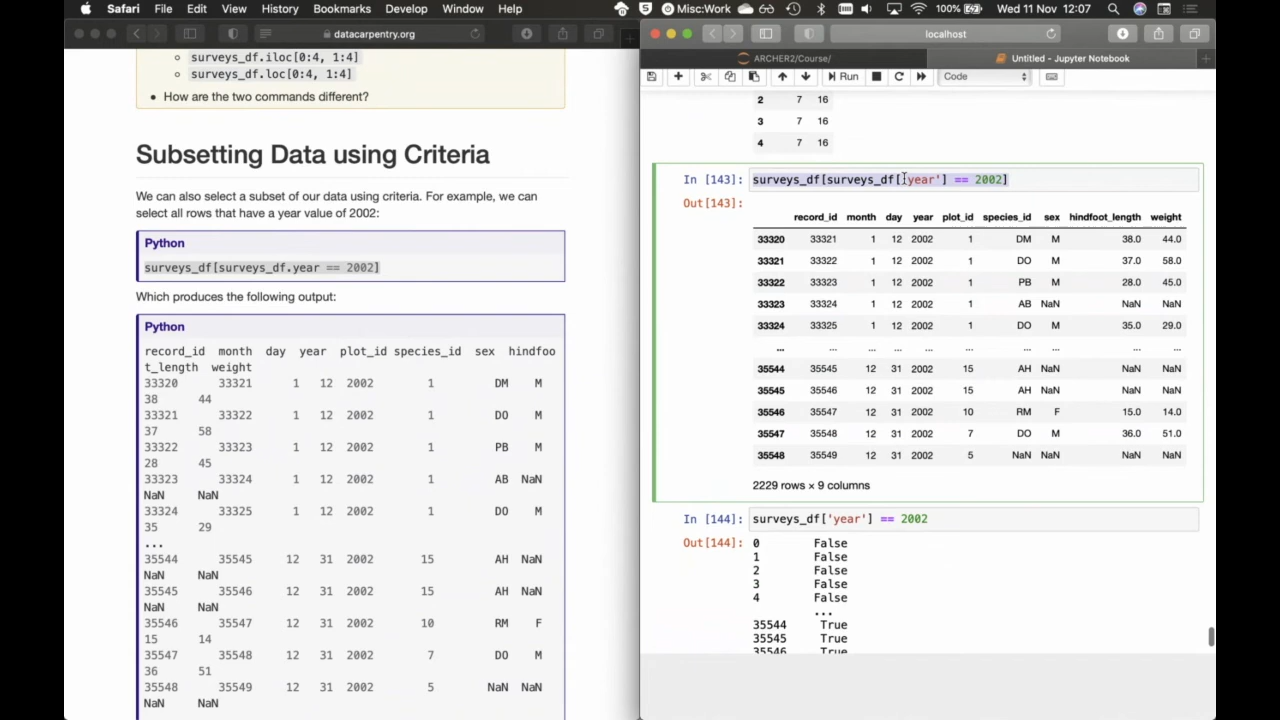 Safari File Edit View History Bookmarks Develop Window Help Misc:Work 100% Wed 11 Nov 12:07
datacarpentry.org
surveys_df.iloc[0:4, 1:4]
surveys_df.loc[0:4, 1:4]
• How are the two commands different?
Subsetting Data using Criteria
We can also select a subset of our data using criteria. For example, we can
select all rows that have a year value of 2002:
Python
surveys_df[surveys_df.year == 2002]
Which produces the following output:
Python
record_id month day year plot_id species_id sex hindfoo
t_length weight
33320 33321 1 12 2002 1 DM M
38 44
33321 33322 1 12 2002 1 DO M
37 58
33322 33323 1 12 2002 1 PB M
28 45
33323 33324 1 12 2002 1 AB NaN
NaN NaN
33324 33325 1 12 2002 1 DO M
35 29
...
35544 35545 12 31 2002 15 AH NaN
NaN NaN
35545 35546 12 31 2002 15 AH NaN
NaN NaN
35546 35547 12 31 2002 10 RM F
15 14
35547 35548 12 31 2002 7 DO M
36 51
35548 35549 12 31 2002 5 NaN NaN
NaN NaN
localhost
ARCHER2/Course/ Untitled - Jupyter Notebook
Run Code
2 7 16
3 7 16
4 7 16
In [143]: surveys_df[surveys_df['year'] == 2002]
Out[143]:
record_id month day year plot_id species_id sex hindfoot_length weight
33320 33321 1 12 2002 1 DM M 38.0 44.0
33321 33322 1 12 2002 1 DO M 37.0 58.0
33322 33323 1 12 2002 1 PB M 28.0 45.0
33323 33324 1 12 2002 1 AB NaN NaN NaN
33324 33325 1 12 2002 1 DO M 35.0 29.0
... ... ... ... ... ... ... ... ... ...
35544 35545 12 31 2002 15 AH NaN NaN NaN
35545 35546 12 31 2002 15 AH NaN NaN NaN
35546 35547 12 31 2002 10 RM F 15.0 14.0
35547 35548 12 31 2002 7 DO M 36.0 51.0
35548 35549 12 31 2002 5 NaN NaN NaN NaN
2229 rows × 9 columns
In [144]: surveys_df['year'] == 2002
Out[144]: 0 False
1 False
2 False
3 False
4 False
...
35544 True
35545 True
35546 True